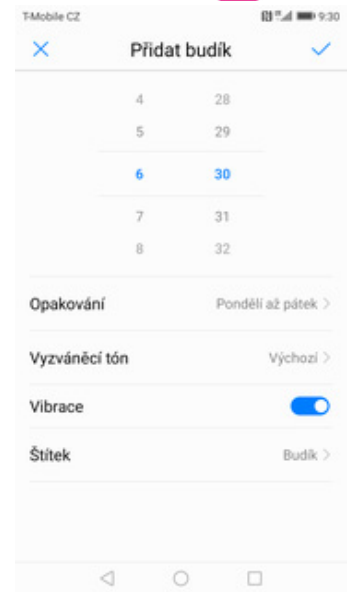 T-Mobile CZ 9:30
Přidat budík
4 28
5 29
6 30
7 31
8 32
Opakování Pondělí až pátek
Vyzváněcí tón Výchozí
Vibrace
Štítek Budík